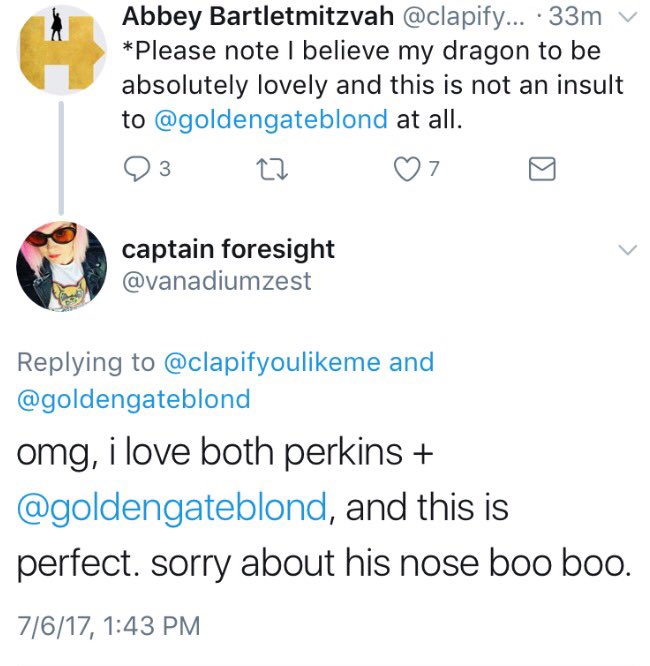 Abbey Bartletmitzvah @clapify... · 33m
*Please note I believe my dragon to be
absolutely lovely and this is not an insult
to @goldengateblond at all.
3 7
captain foresight
@vanadiumzest
Replying to @clapifyoulikeme and
@goldengateblond
omg, i love both perkins +
@goldengateblond, and this is
perfect. sorry about his nose boo boo.
7/6/17, 1:43 PM